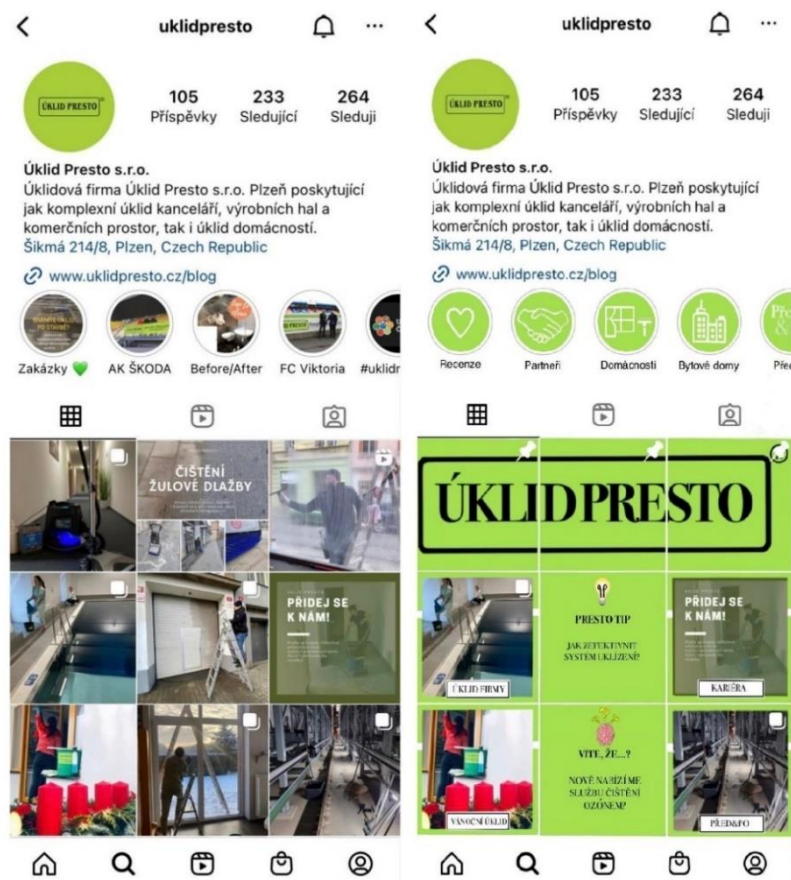 uklidpresto
ÚKLID PRESTO
105
233
264
Příspěvky
Sledující
Sleduji
Úklid Presto s.r.o.
Úklidová firma Úklid Presto s.r.o. Plzeň poskytující
jak komplexní úklid kanceláří, výrobních hal a
komerčních prostor, tak i úklid domácností.
Šikmá 214/8, Plzen, Czech Republic
www.uklidpresto.cz/blog
Zakázky 💚
AK ŠKODA
Before/After
FC Viktoria
#uklidr
ČIŠTĚNÍ
ŽULOVÉ DLAŽBY
PŘIDEJ SE
K NÁM!
uklidpresto
ÚKLID PRESTO
105
233
264
Příspěvky
Sledující
Sleduji
Úklid Presto s.r.o.
Úklidová firma Úklid Presto s.r.o. Plzeň poskytující
jak komplexní úklid kanceláří, výrobních hal a
komerčních prostor, tak i úklid domácností.
Šikmá 214/8, Plzen, Czech Republic
www.uklidpresto.cz/blog
Recenze
Partneři
Domácnosti
Bytové domy
Pře
ÚKLID PRESTO
ÚKLID FIRMY
PRESTO TIP
JAK ZEFEKTIVNIT
SYSTÉM UKLÍZENÍ?
PŘIDEJ SE
K NÁM!
KARIÉRA
VÁNOČNÍ ÚKLID
VÍTE, ŽE...?
NOVĚ NABÍZÍME
SLUŽBU ČIŠTĚNÍ
OZÓNEM?
PŘED&PO